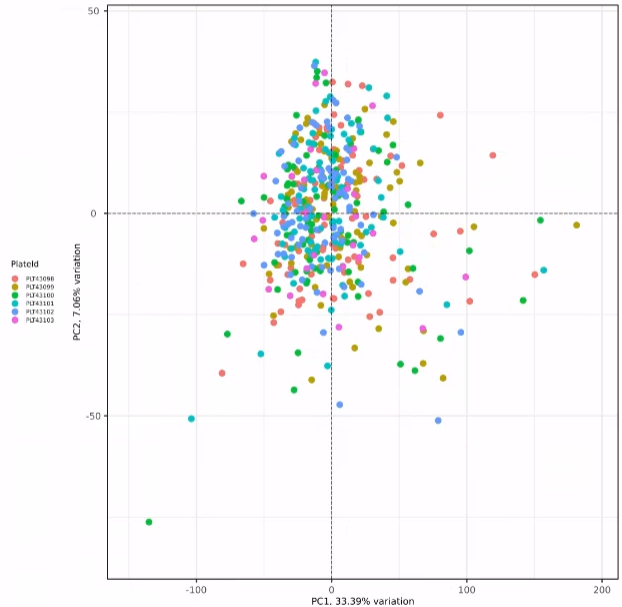 50
0
-50
PC2, 7.06% variation
PlateId
PLT43098
PLT43099
PLT43100
PLT43101
PLT43102
PLT43103
-100
0
100
200
PC1, 33.39% variation